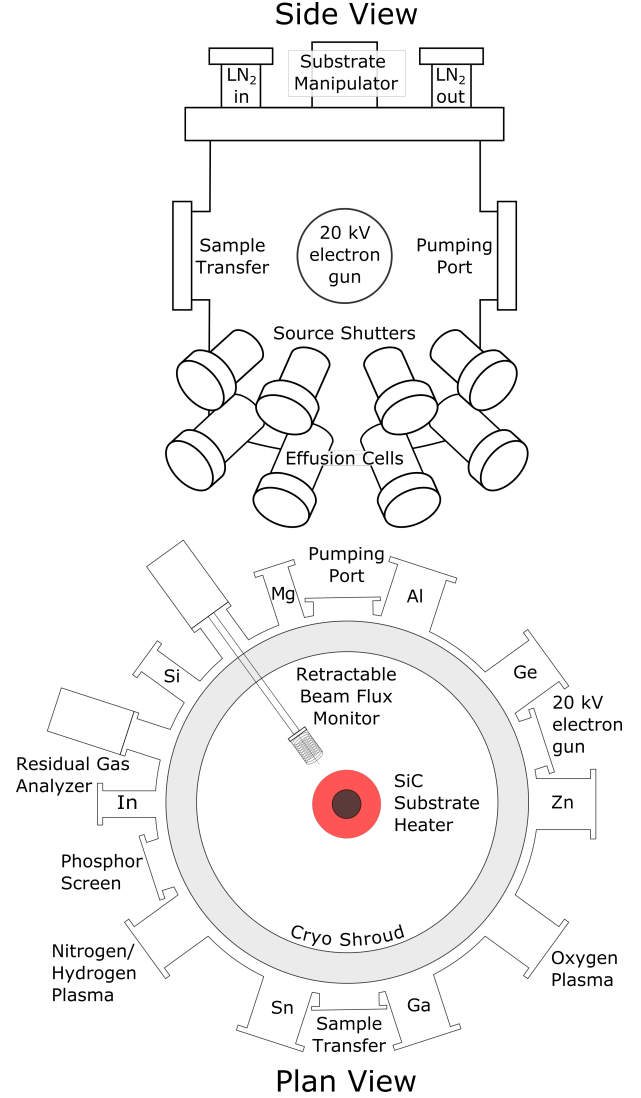 Side View
LN2
in
Substrate
Manipulator
LN2
out
Sample
Transfer
20 kV
electron
gun
Pumping
Port
Source Shutters
Effusion Cells
Pumping
Port
Mg
Al
Si
Ge
Retractable
Beam Flux
Monitor
20 kV
electron
gun
Residual Gas
Analyzer
In
SiC
Substrate
Heater
Zn
Phosphor
Screen
Cryo Shroud
Nitrogen/
Hydrogen
Plasma
Oxygen
Plasma
Sn
Ga
Sample
Transfer
Plan View